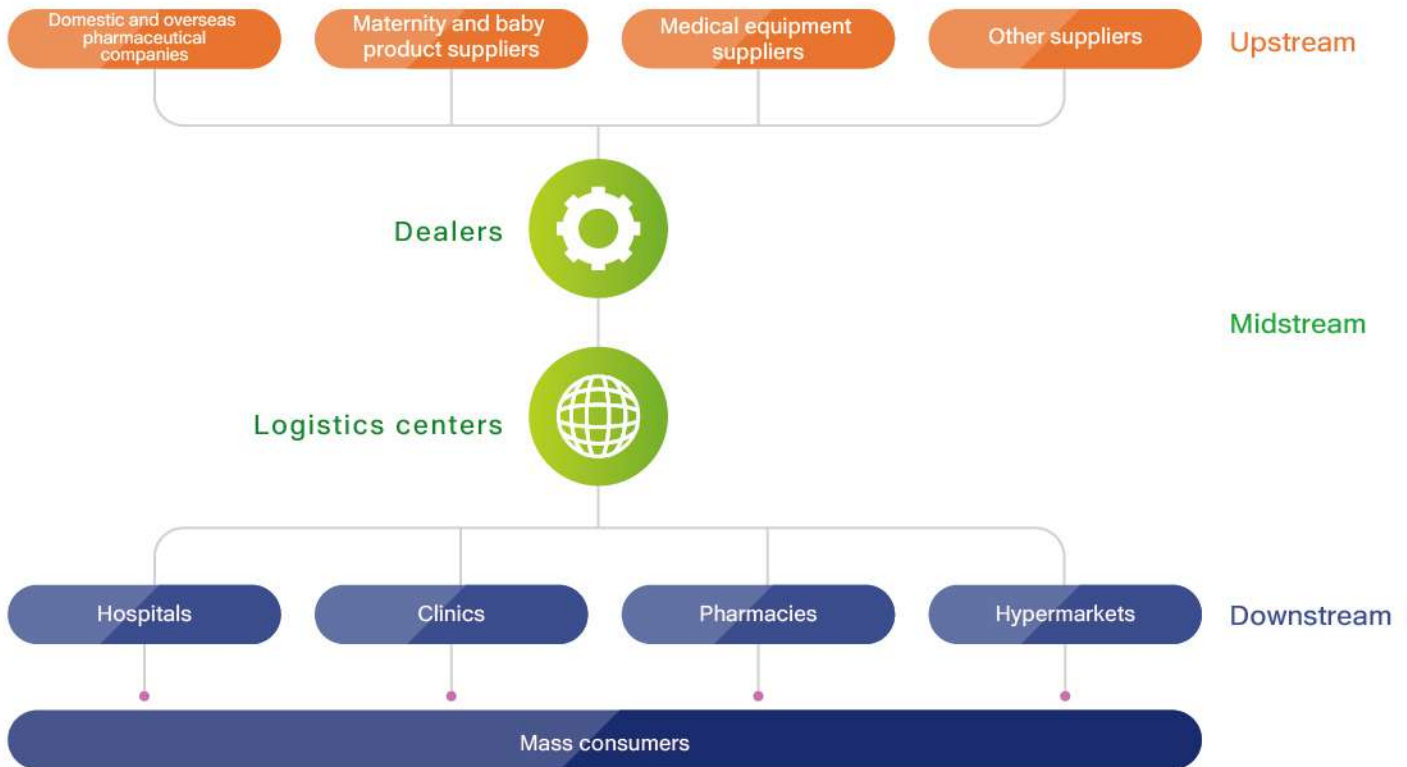 Domestic and overseas
pharmaceutical
companies
Maternity and baby
product suppliers
Medical equipment
suppliers
Other suppliers
Upstream
Dealers
Midstream
Logistics centers
Hospitals
Clinics
Pharmacies
Hypermarkets
Downstream
Mass consumers